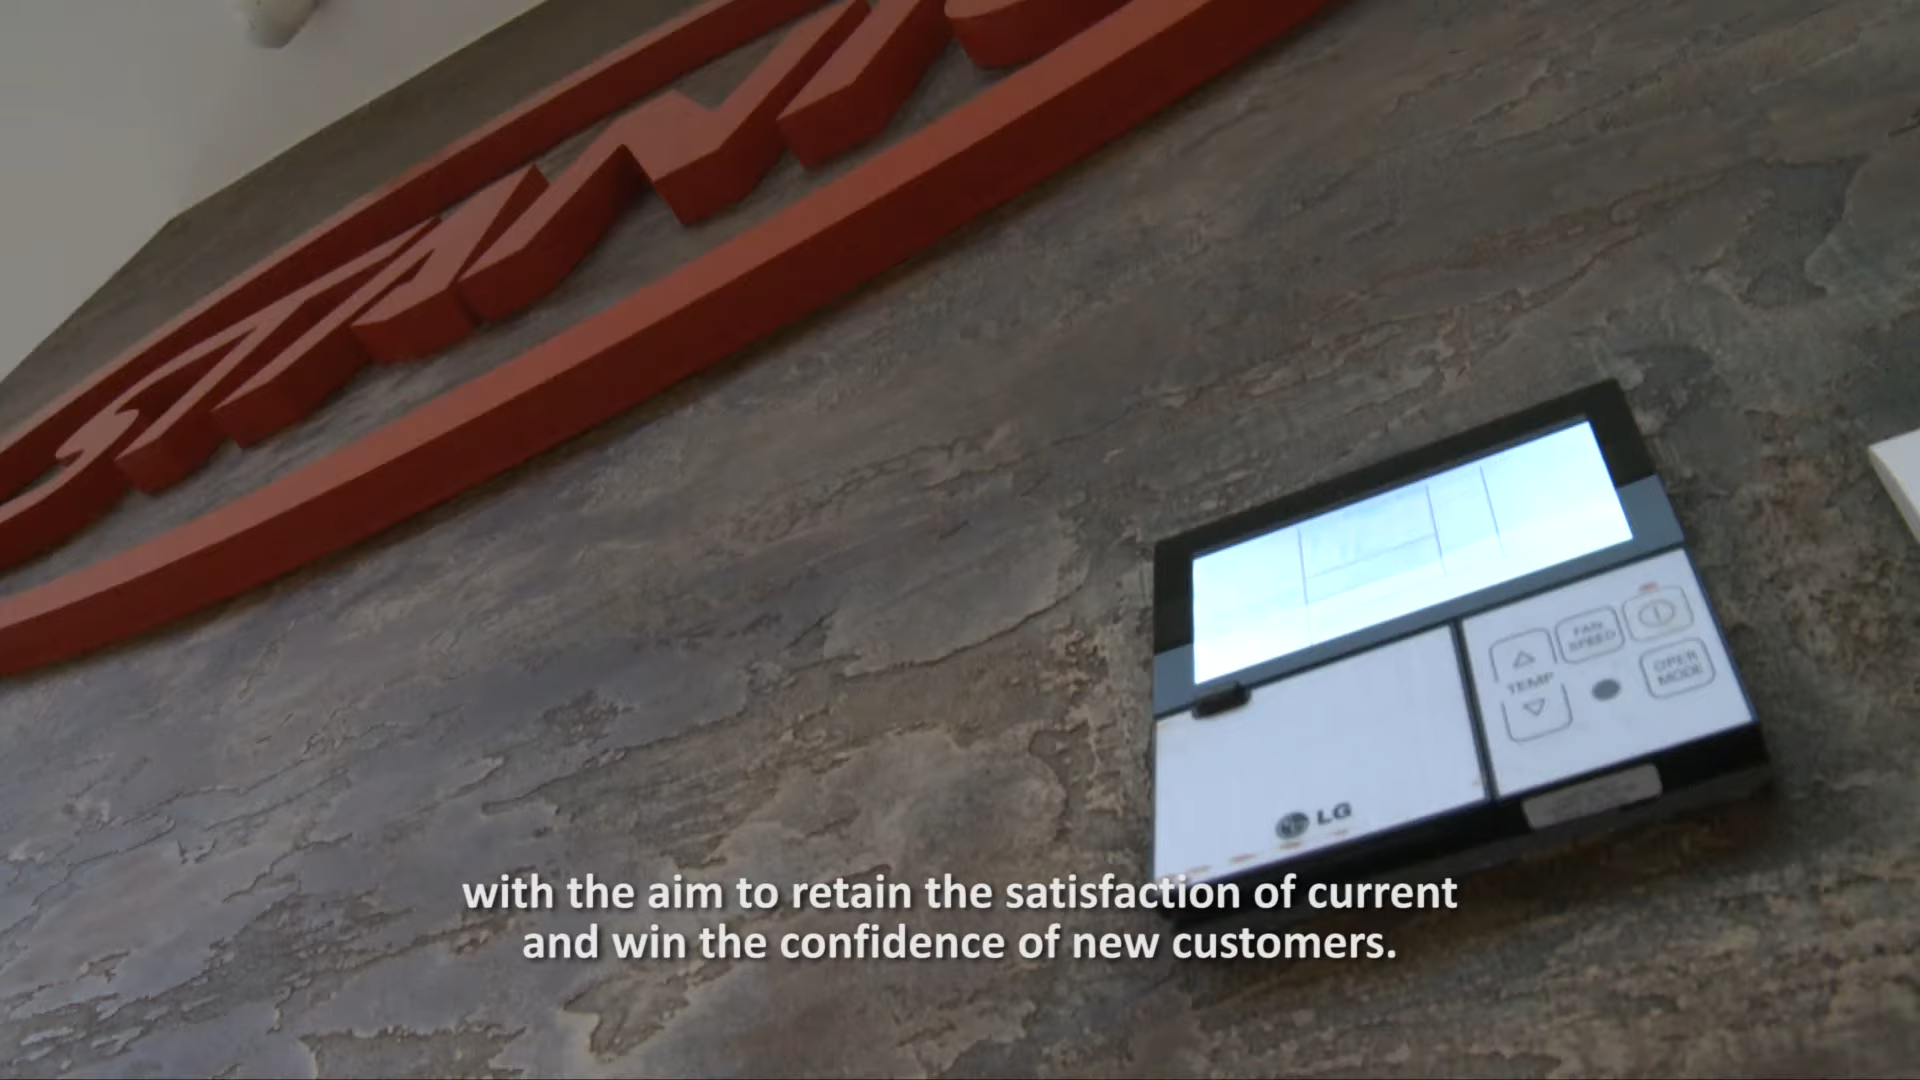 FAN
SPEED
TEMP
OPER
MODE
LG
with the aim to retain the satisfaction of current
and win the confidence of new customers.